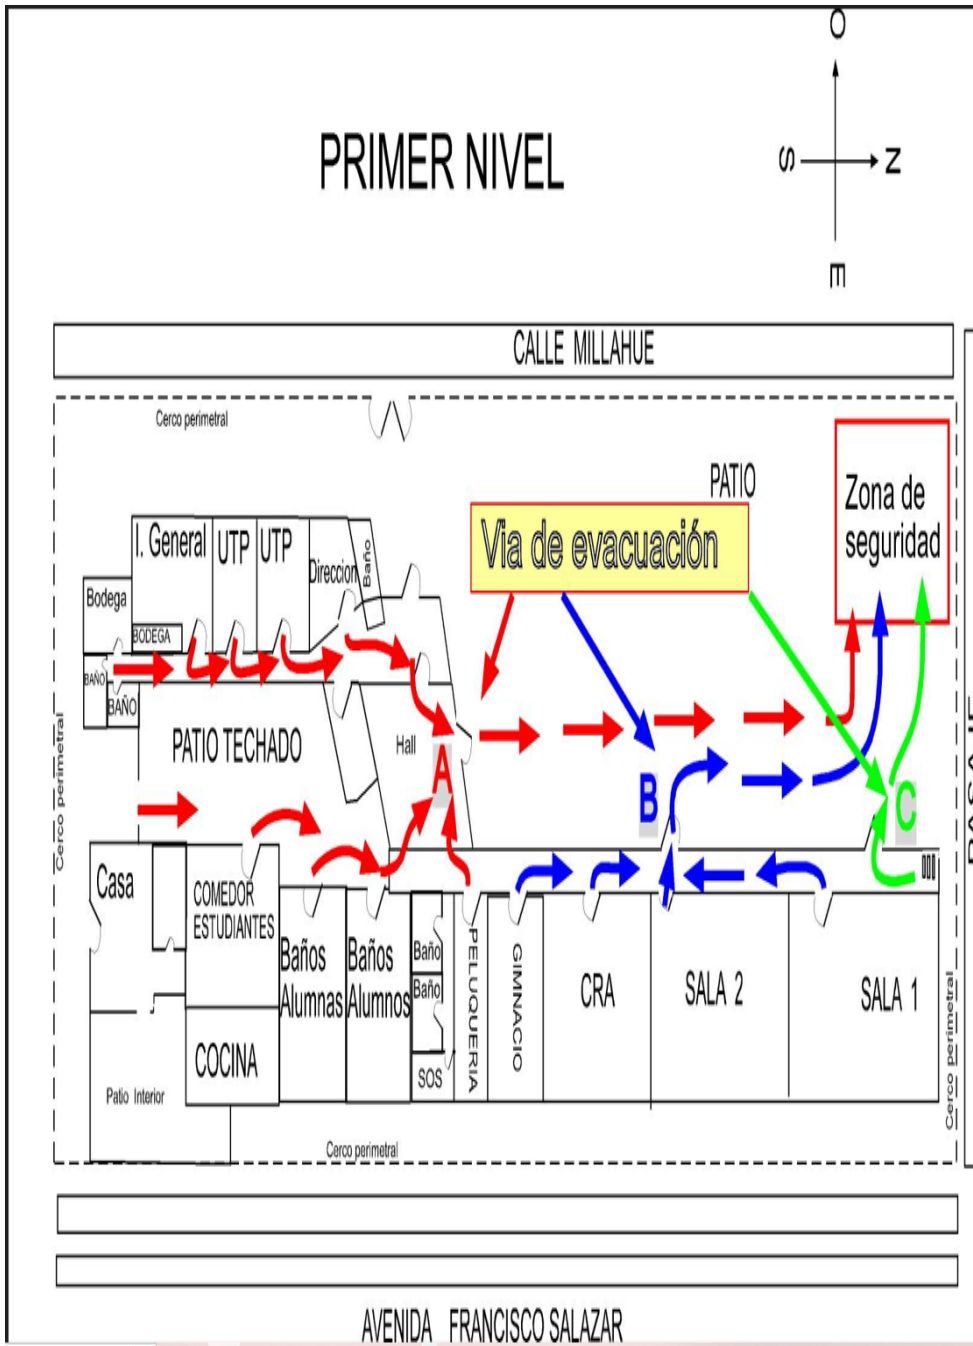 O
S
N
E
PRIMER NIVEL
CALLE MILLAHUE
Cerco perimetral
PATIO
Zona de
seguridad
Via de evacuación
I. General
UTP
UTP
Direccion
Baño
Bodega
BODEGA
BAÑO
BAÑO
PATIO TECHADO
Hall
A
B
C
Cerco perimetral
PASAJE
Casa
COMEDOR
ESTUDIANTES
Baños
Alumnas
Baños
Alumnos
Baño
Baño
SOS
PELUQUERIA
GIMNACIO
CRA
SALA 2
SALA 1
COCINA
Patio Interior
Cerco perimetral
Cerco perimetral
AVENIDA FRANCISCO SALAZAR